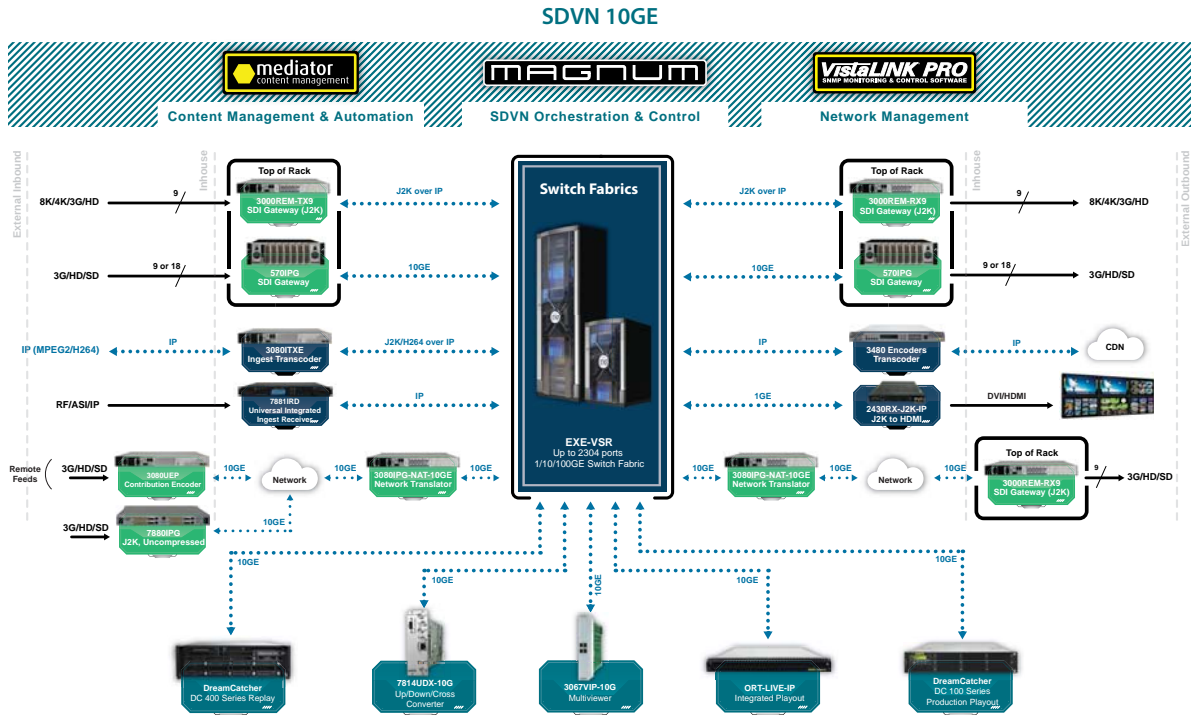 SDVN 10GE
mediator
content management
MAGNUM
VistaLINK PRO
SNMP MONITORING & CONTROL SOFTWARE
Content Management & Automation
SDVN Orchestration & Control
Network Management
External Inbound
Inhouse
Inhouse
External Outbound
Top of Rack
Switch Fabrics
Top of Rack
8K/4K/3G/HD
9
3000REM-TX9
SDI Gateway (J2K)
J2K over IP
J2K over IP
3000REM-RX9
SDI Gateway (J2K)
9
8K/4K/3G/HD
3G/HD/SD
9 or 18
570IPG
SDI Gateway
10GE
10GE
570IPG
SDI Gateway
9 or 18
3G/HD/SD
IP (MPEG2/H264)
IP
3080ITXE
Ingest Transcoder
J2K/H264 over IP
IP
3480 Encoders
Transcoder
IP
CDN
RF/ASI/IP
7881IRD
Universal Integrated
Ingest Receiver
IP
1GE
2430RX-J2K-IP
J2K to HDMI
DVI/HDMI
EXE-VSR
Up to 2304 ports
1/10/100GE Switch Fabric
Remote
Feeds
3G/HD/SD
3080UEP
Contribution Encoder
10GE
Network
10GE
3080IPG-NAT-10GE
Network Translator
10GE
10GE
3080IPG-NAT-10GE
Network Translator
10GE
Network
10GE
Top of Rack
3000REM-RX9
SDI Gateway (J2K)
9
3G/HD/SD
3G/HD/SD
7880IPG
J2K, Uncompressed
10GE
10GE
10GE
10GE
10GE
10GE
DreamCatcher
DC 400 Series Replay
7814UDX-10G
Up/Down/Cross
Converter
3067VIP-10G
Multiviewer
ORT-LIVE-IP
Integrated Playout
DreamCatcher
DC 100 Series
Production Playout